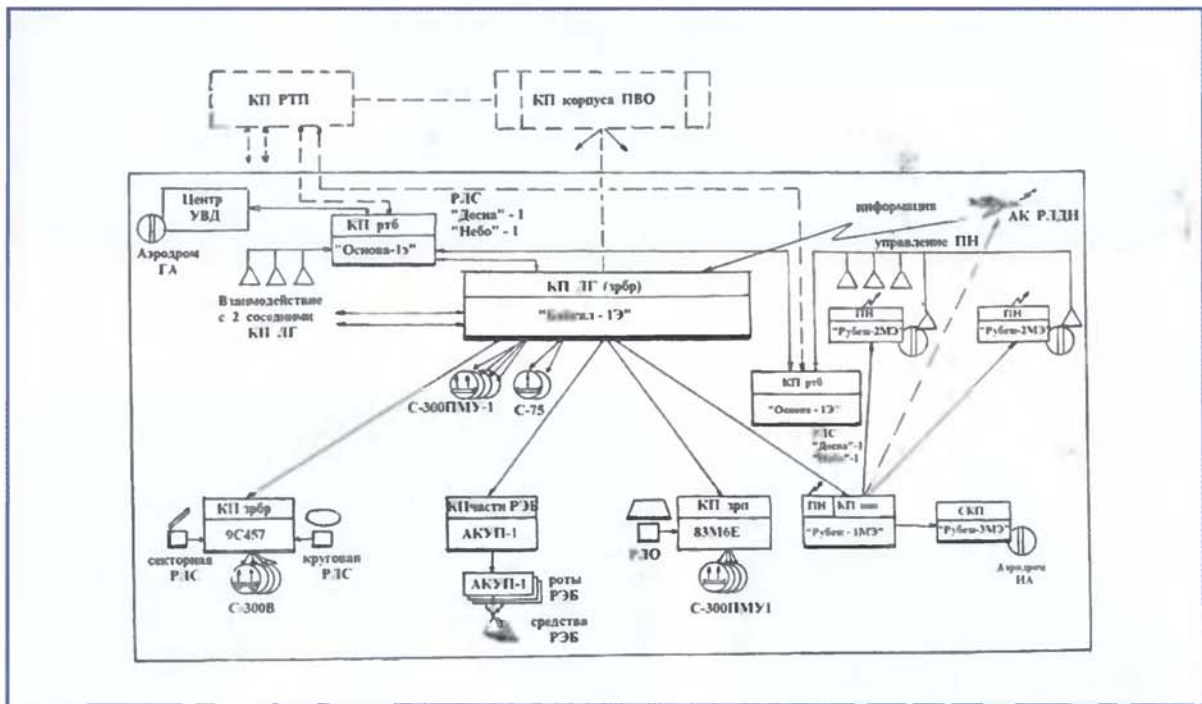 КП РТП
КП корпуса ПВО
Центр
УВД
Аэродром
ГА
КП ртб
"Основа-1э"
РЛС
"Десна" - 1
"Небо" - 1
информация
АК РЛДН
управление ПН
Взаимодействие
с 2 соседними
КП ЛГ
КП ЛГ (зрбр)
"Байкал - 1Э"
ПН
"Рубеж-2МЭ"
ПН
"Рубеж-2МЭ"
С-300ПМУ-1
С-75
КП ртб
"Основа - 1Э"
РЛС
"Десна"-1
"Небо"-1
КП зрбр
9С457
секторная
РЛС
круговая
РЛС
С-300В
КП части РЭБ
АКУП-1
АКУП-1
роты
РЭБ
средства
РЭБ
КП зрп
83М6Е
РЛО
С-300ПМУ1
ПН
КП
"Рубеж - 1МЭ"
СКП
"Рубеж-3МЭ"
Аэродром
ИА